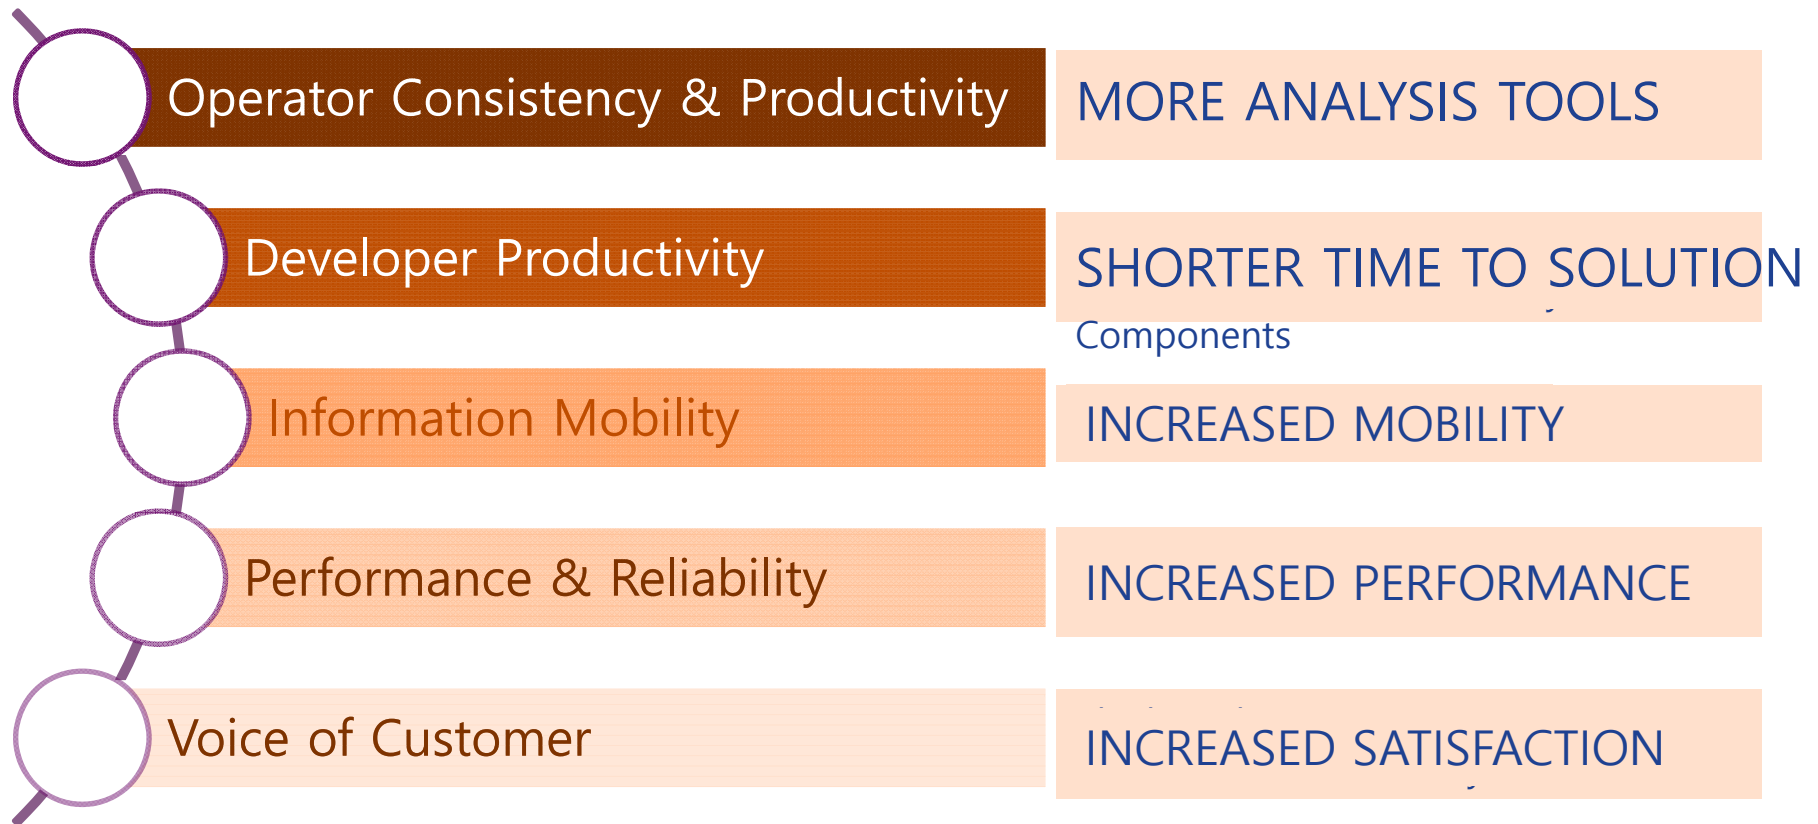 Operator Consistency & Productivity
MORE ANALYSIS TOOLS
Developer Productivity
SHORTER TIME TO SOLUTION
Components
Information Mobility
INCREASED MOBILITY
Performance & Reliability
INCREASED PERFORMANCE
Voice of Customer
INCREASED SATISFACTION